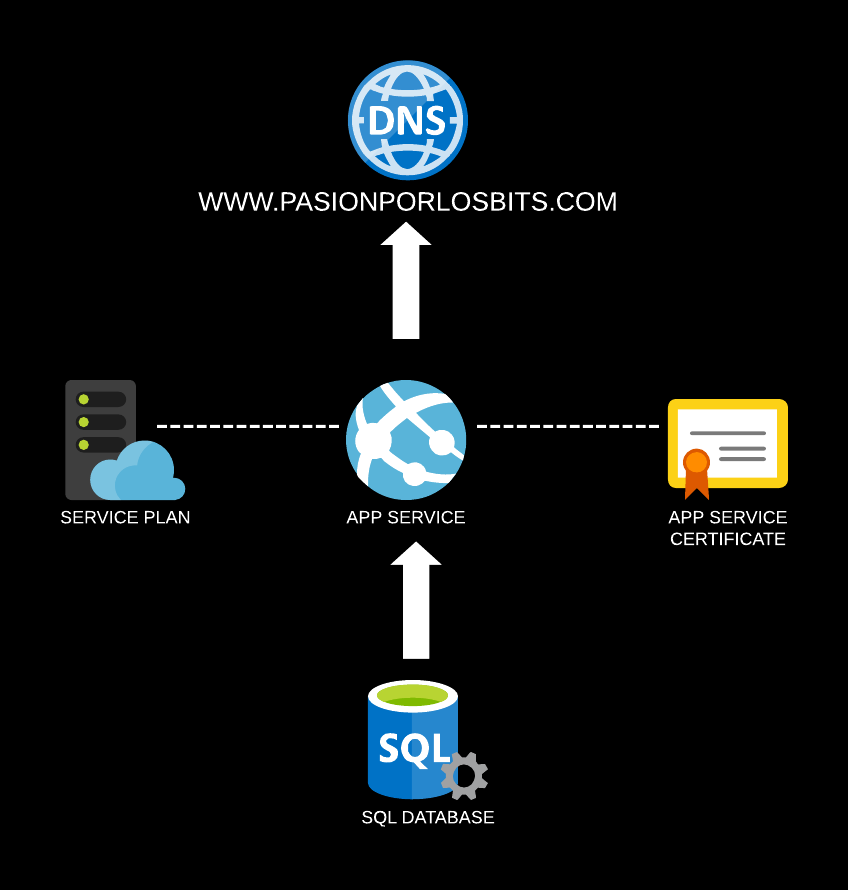 DNS
WWW.PASIONPORLOSBITS.COM
SERVICE PLAN
APP SERVICE
APP SERVICE
CERTIFICATE
SQL
SQL DATABASE